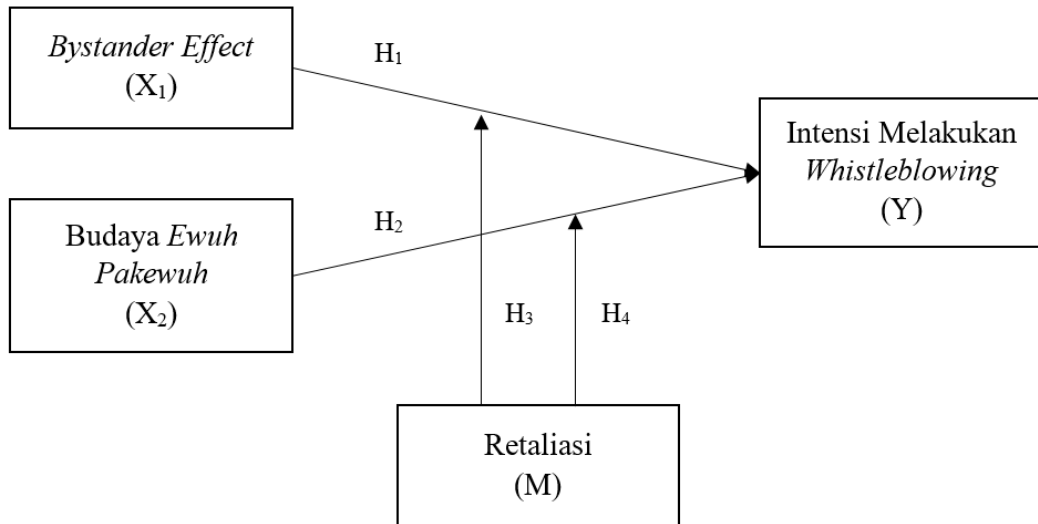 Bystander Effect
(X₁)
H₁
Intensi Melakukan
Whistleblowing
(Y)
Budaya Ewuh
Pakewuh
(X₂)
H₂
H₃
H₄
Retaliasi
(M)